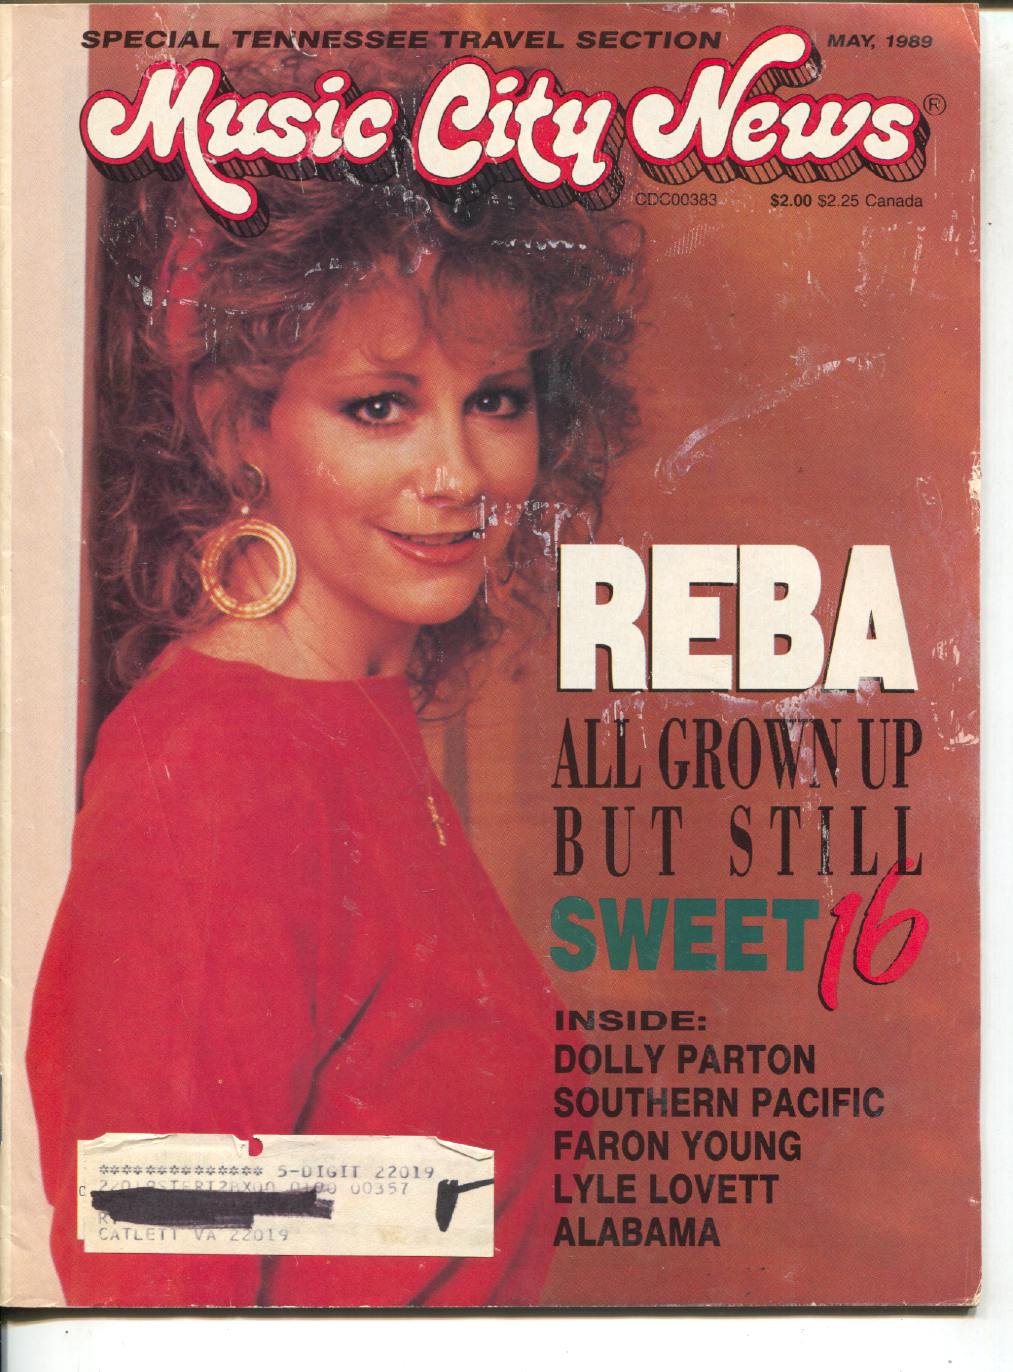 SPECIAL TENNESSEE TRAVEL SECTION
MAY, 1989
Music City News®
CDC00383
$2.00 $2.25 Canada
REBA
ALL GROWN UP
BUT STILL
SWEET 16
INSIDE:
DOLLY PARTON
SOUTHERN PACIFIC
FARON YOUNG
LYLE LOVETT
ALABAMA
************** 5-DIGIT 22019
00357
CATLETT VA 22019